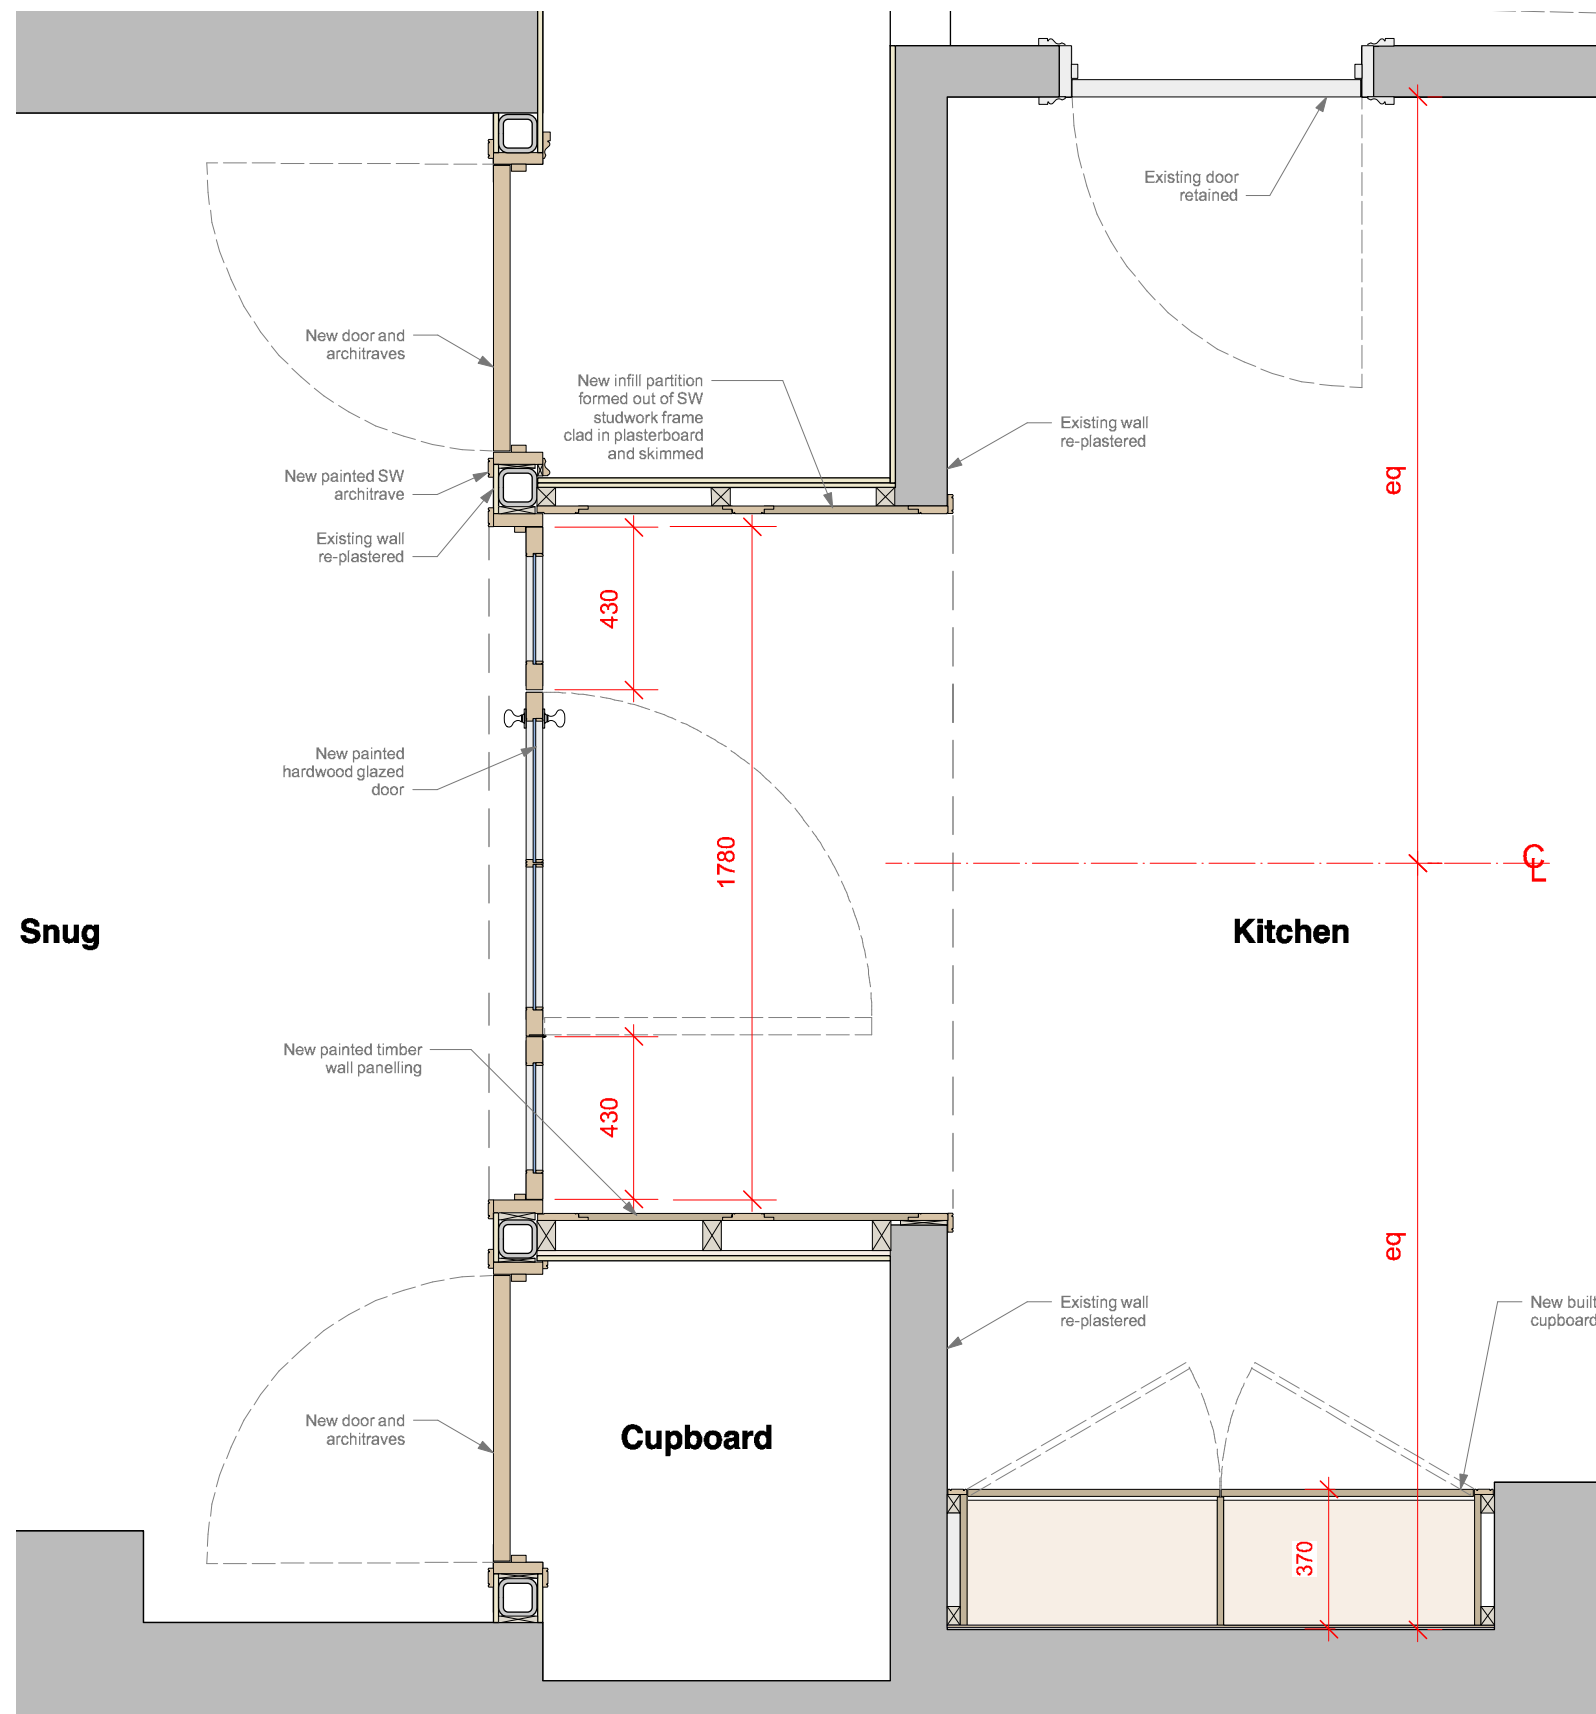 Existing door
retained
New door and
architraves
New infill partition
formed out of SW
studwork frame
clad in plasterboard
and skimmed
Existing wall
re-plastered
New painted SW
architrave
eq
Existing wall
re-plastered
430
New painted
hardwood glazed
door
1780
CL
Snug
Kitchen
New painted timber
wall panelling
430
eq
Existing wall
re-plastered
New built
cupboard
New door and
architraves
Cupboard
370